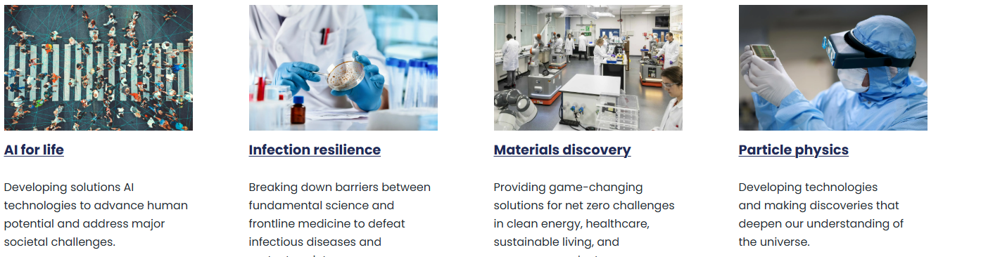 AI for life
Developing solutions AI
technologies to advance human
potential and address major
societal challenges.
Infection resilience
Breaking down barriers between
fundamental science and
frontline medicine to defeat
infectious diseases and
Materials discovery
Providing game-changing
solutions for net zero challenges
in clean energy, healthcare,
sustainable living, and
Particle physics
Developing technologies
and making discoveries that
deepen our understanding of
the universe.